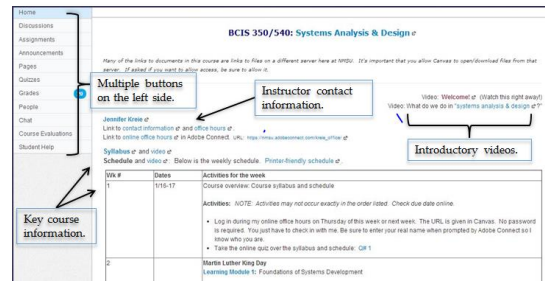 Home
Discussions
Assignments
Announcements
Pages
Quizzes
Grades
People
Chat
Course Evaluations
Student Help
BCIS 350/540: Systems Analysis & Design
Many of the links to documents in this course are links to files on a different server here at NMSU. It's important that you allow Canvas to open/download files from that
server. If asked if you want to allow access, be sure to allow it.
Multiple buttons
on the left side.
Instructor contact
information.
Video: Welcome! (Watch this right away!)
Video: What do we do in "systems analysis & design?"
Introductory videos.
Jennifer Kreie
Link to contact information and office hours.
Link to online office hours in Adobe Connect. URL: https://nmsu.adobeconnect.com/kreie_office/
Syllabus and video
Schedule and video. Below is the weekly schedule. Printer-friendly schedule.
Key course
information.
Wk # Dates Activities for the week
1 1/16-17 Course overview: Course syllabus and schedule
Activities: NOTE: Activities may not occur exactly in the order listed. Check due date online.
• Log in during my online office hours on Thursday of this week or next week. The URL is given in Canvas. No password
is required. You just have to check in with me. Be sure to enter your real name when prompted by Adobe Connect so I
know who you are.
• Take the online quiz over the syllabus and schedule: Q# 1
2 Martin Luther King Day
Learning Module 1: Foundations of Systems Development